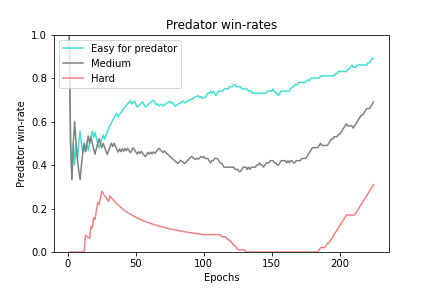 Predator win-rates
Predator win-rate
1.0
0.8
0.6
0.4
0.2
0.0
Easy for predator
Medium
Hard
0 50 100 150 200
Epochs